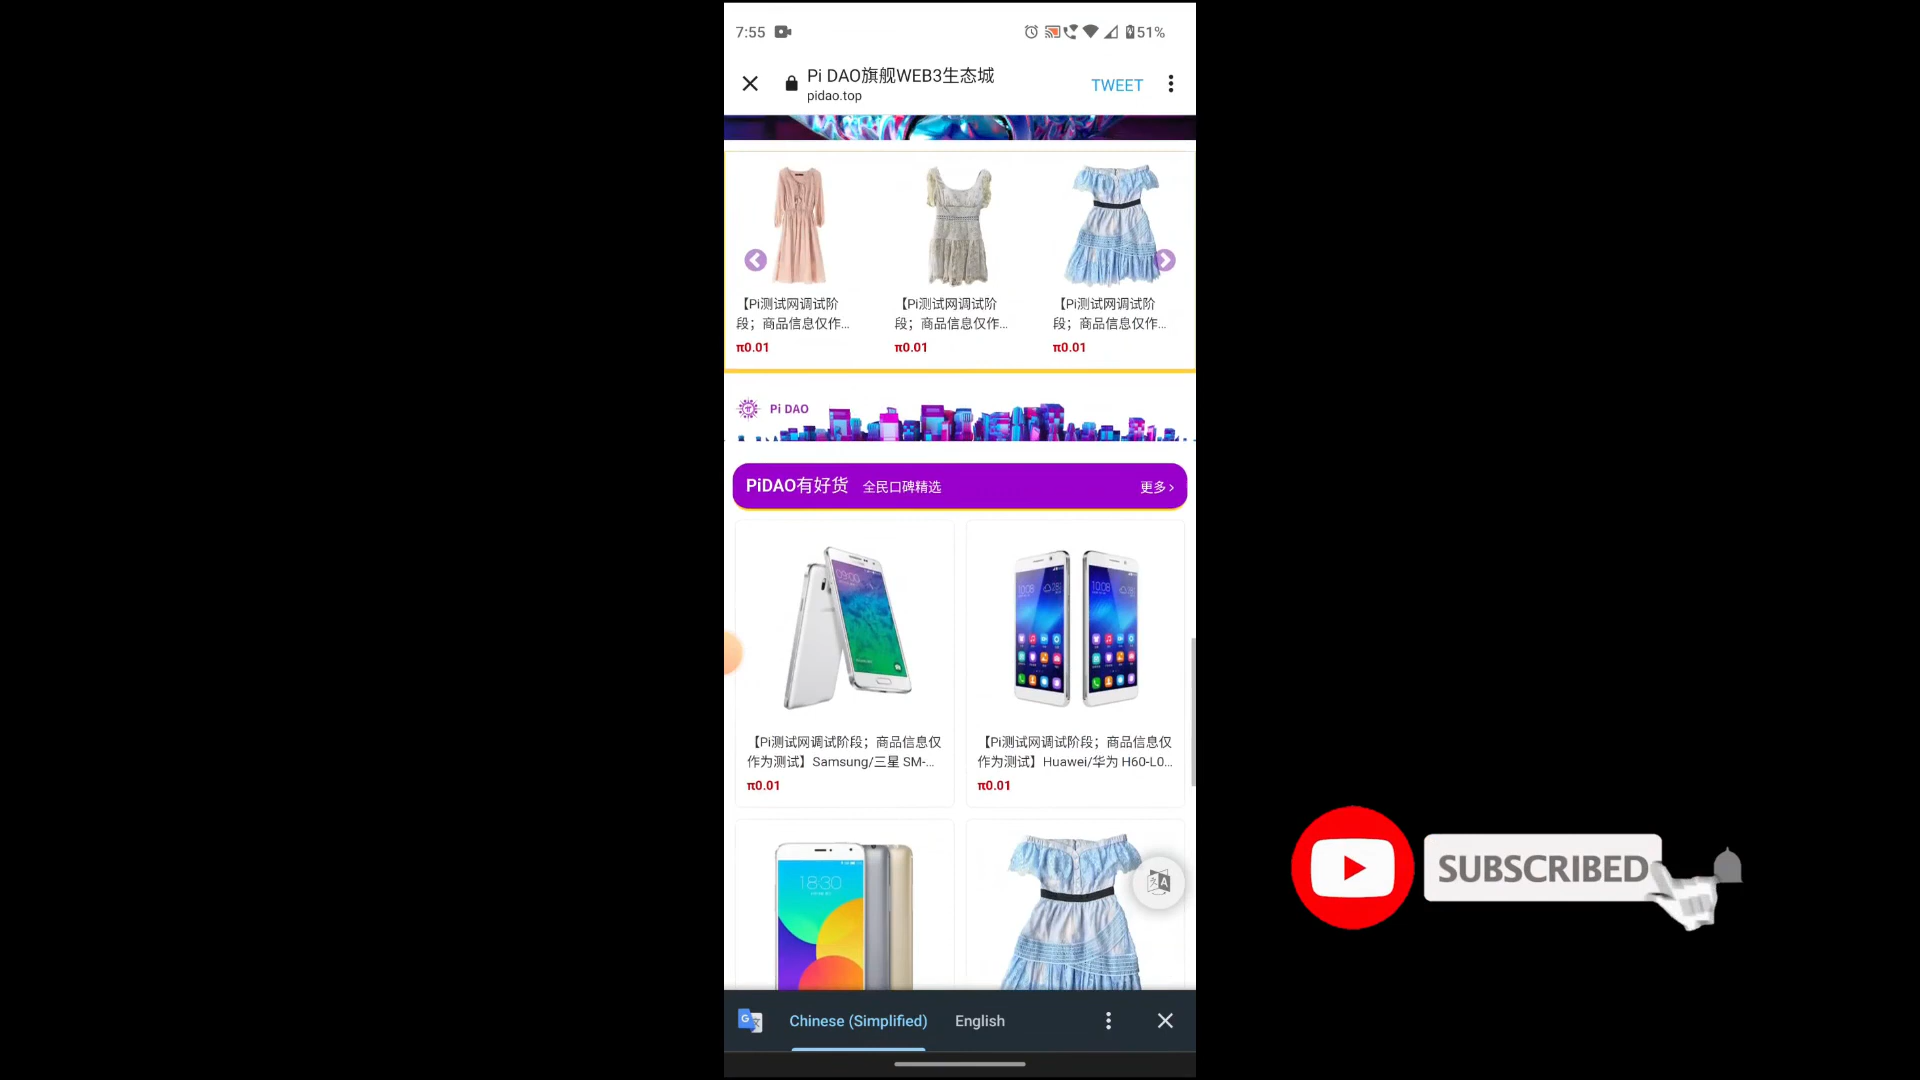 7:55
51%
Pi DAO旗舰WEB3生态城
pidao.top
TWEET
【Pi测试网调试阶
段；商品信息仅作...
π0.01
【Pi测试网调试阶
段；商品信息仅作...
π0.01
【Pi测试网调试阶
段；商品信息仅作...
π0.01
Pi DAO
PiDAO有好货 全民口碑精选 更多 ›
【Pi测试网调试阶段；商品信息仅
作为测试】Samsung/三星 SM-...
π0.01
【Pi测试网调试阶段；商品信息仅
作为测试】Huawei/华为 H60-L0...
π0.01
18:30
SUBSCRIBED
Chinese (Simplified) English